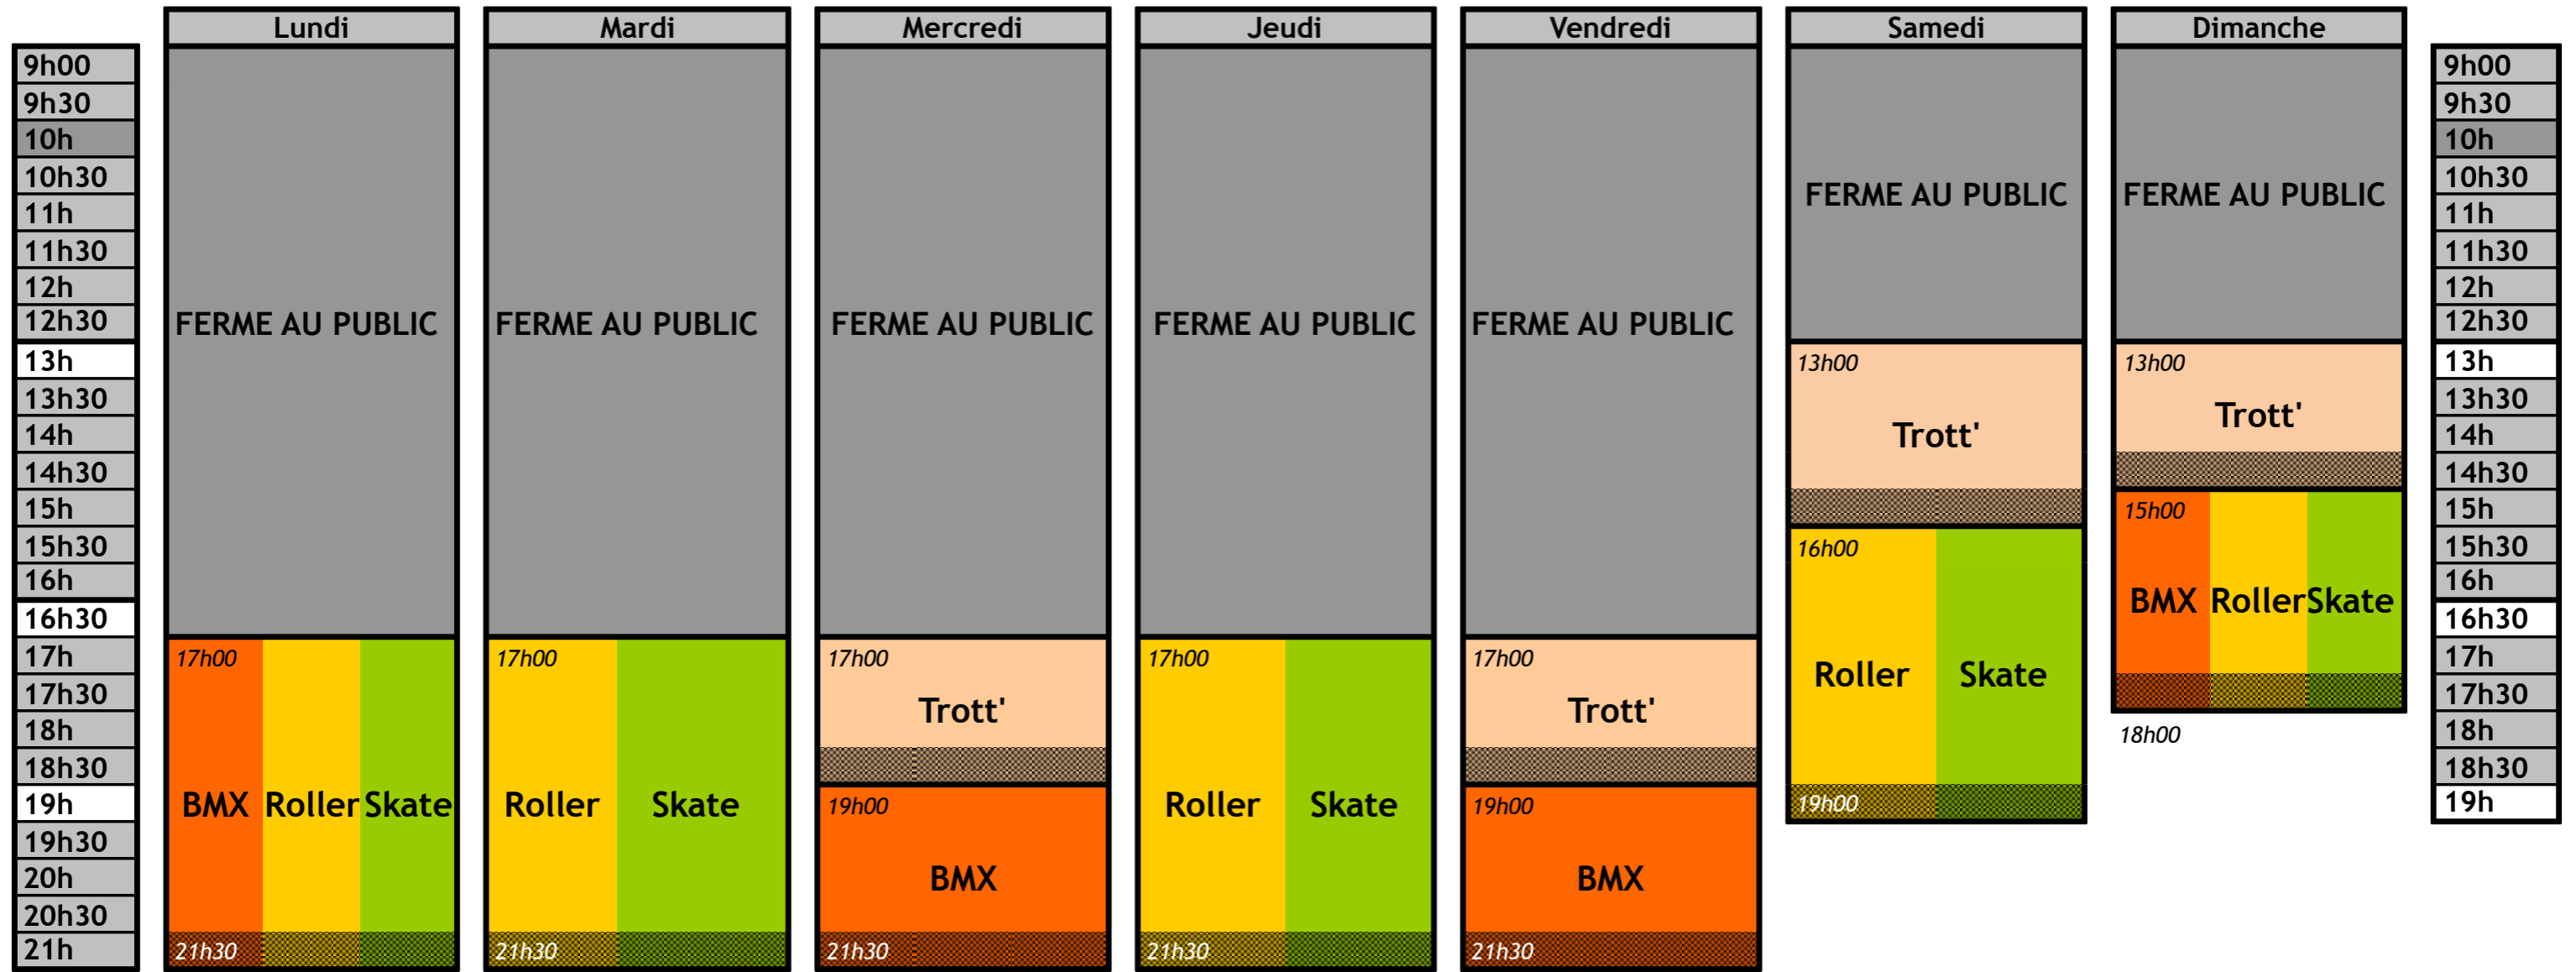 Lundi
Mardi
Mercredi
Jeudi
Vendredi
Samedi
Dimanche
9h00
9h30
10h
10h30
11h
11h30
12h
12h30
13h
13h30
14h
14h30
15h
15h30
16h
16h30
17h
17h30
18h
18h30
19h
19h30
20h
20h30
21h
FERME AU PUBLIC
17h00
BMX Roller Skate
21h30
FERME AU PUBLIC
17h00
Roller Skate
21h30
FERME AU PUBLIC
17h00
Trott'
19h00
BMX
21h30
FERME AU PUBLIC
17h00
Roller Skate
21h30
FERME AU PUBLIC
17h00
Trott'
19h00
BMX
21h30
FERME AU PUBLIC
13h00
Trott'
16h00
Roller Skate
19h00
FERME AU PUBLIC
13h00
Trott'
15h00
BMX Roller Skate
18h00
9h00
9h30
10h
10h30
11h
11h30
12h
12h30
13h
13h30
14h
14h30
15h
15h30
16h
16h30
17h
17h30
18h
18h30
19h